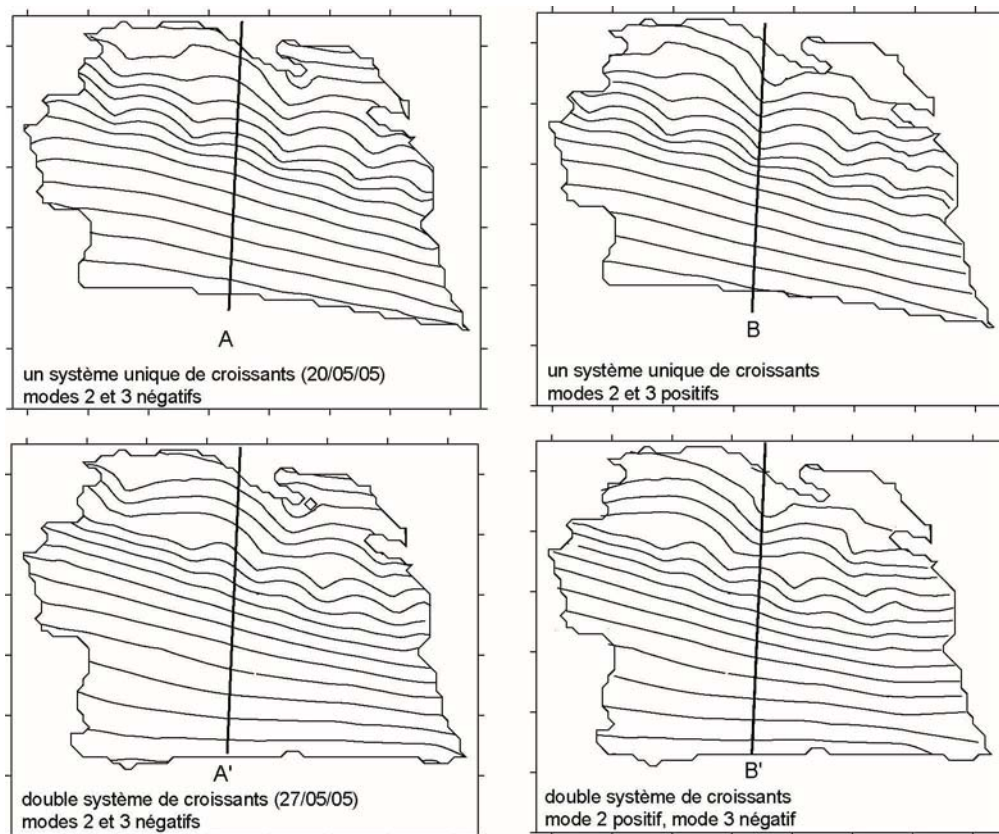 A
un système unique de croissants (20/05/05)
modes 2 et 3 négatifs
B
un système unique de croissants
modes 2 et 3 positifs
A'
double système de croissants (27/05/05)
modes 2 et 3 négatifs
B'
double système de croissants
mode 2 positif, mode 3 négatif